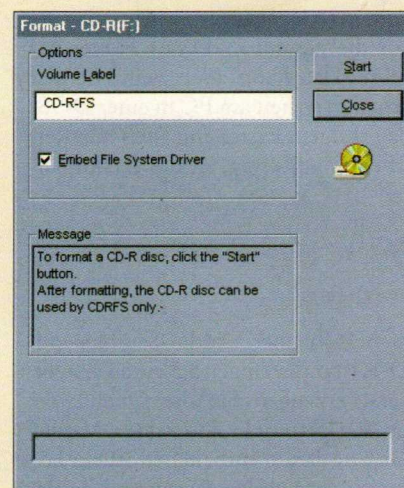 Format - CD-R(F:)
Options
Volume Label
CD-R-FS
Embed File System Driver
Start
Close
Message
To format a CD-R disc, click the "Start"
button.
After formatting, the CD-R disc can be
used by CDRFS only.